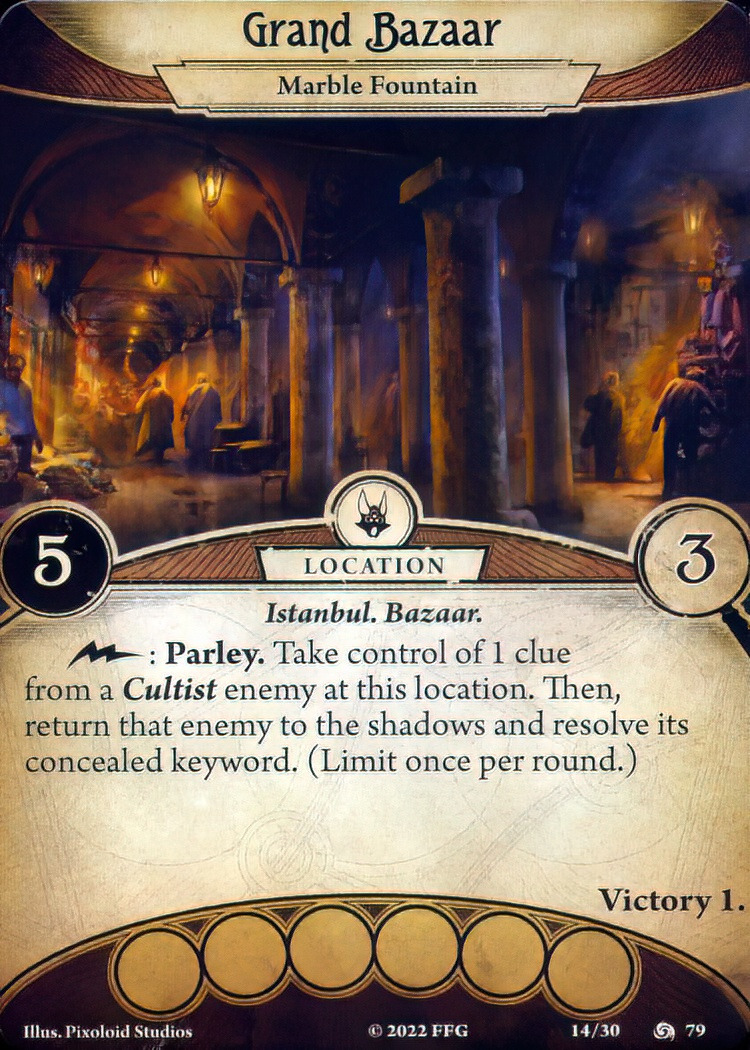 Grand Bazaar
Marble Fountain
5
3
LOCATION
Istanbul. Bazaar.
: Parley. Take control of 1 clue
from a Cultist enemy at this location. Then,
return that enemy to the shadows and resolve its
concealed keyword. (Limit once per round.)
Victory 1.
Illus. Pixoloid Studios © 2022 FFG 14/30 79